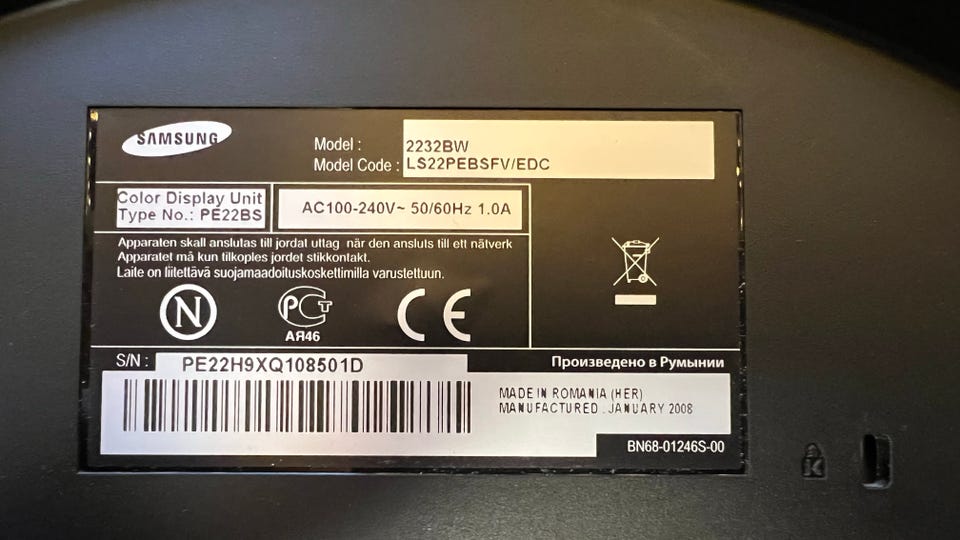 SAMSUNG
Model : 2232BW
Model Code : LS22PEBSFV/EDC
Color Display Unit
Type No.: PE22BS
AC100-240V~ 50/60Hz 1.0A
Apparaten skall anslutas till jordat uttag när den ansluts till ett nätverk
Apparatet må kun tilkoples jordet stikkontakt.
Laite on liitettävä suojamaadoituskoskettimilla varustettuun.
N
PCT
АЯ46
CE
S/N : PE22H9XQ108501D
Произведено в Румынии
MADE IN ROMANIA (HER)
MANUFACTURED . JANUARY 2008
BN68-01246S-00
K